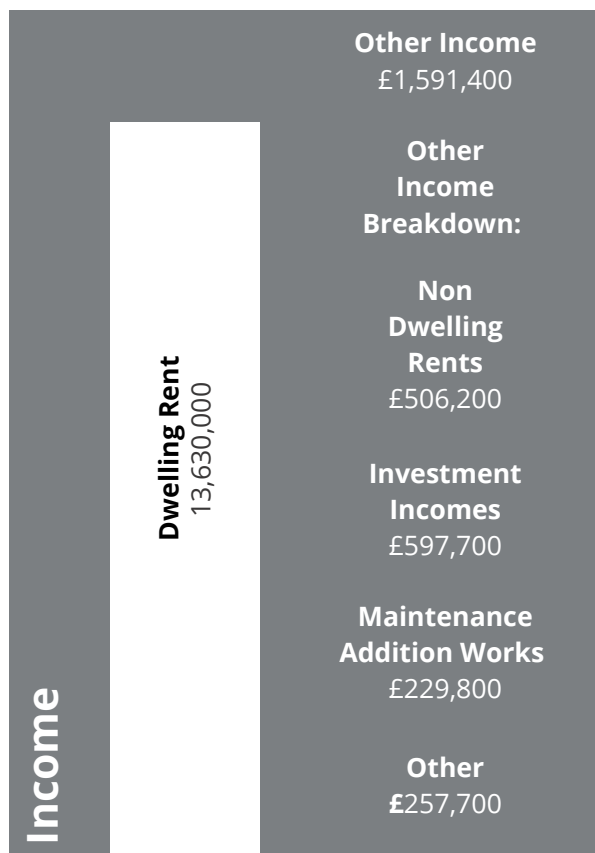 Income
Dwelling Rent
13,630,000
Other Income
£1,591,400
Other
Income
Breakdown:
Non
Dwelling
Rents
£506,200
Investment
Incomes
£597,700
Maintenance
Addition Works
£229,800
Other
£257,700